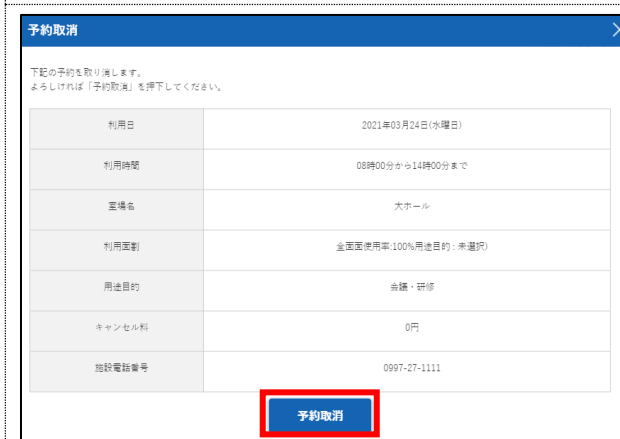 予約取消
下記の予約を取り消します。
よろしければ「予約取消」を押下してください。
利用日 2021年03月24日(水曜日)
利用時間 08時00分から14時00分まで
室場名 大ホール
利用面割 全面面使用率:100%用途目的 : 未選択)
用途目的 会議・研修
キャンセル料 0円
施設電話番号 0997-27-1111
予約取消